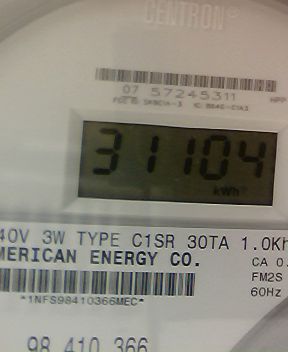 CENTRON®
07 57245311
HPP
31104
kWh
40V 3W TYPE C1SR 30TA 1.0Kh
MERICAN ENERGY CO.
CA 0.
FM2S
*1NFS98410366MEC*
60Hz
98 410 366